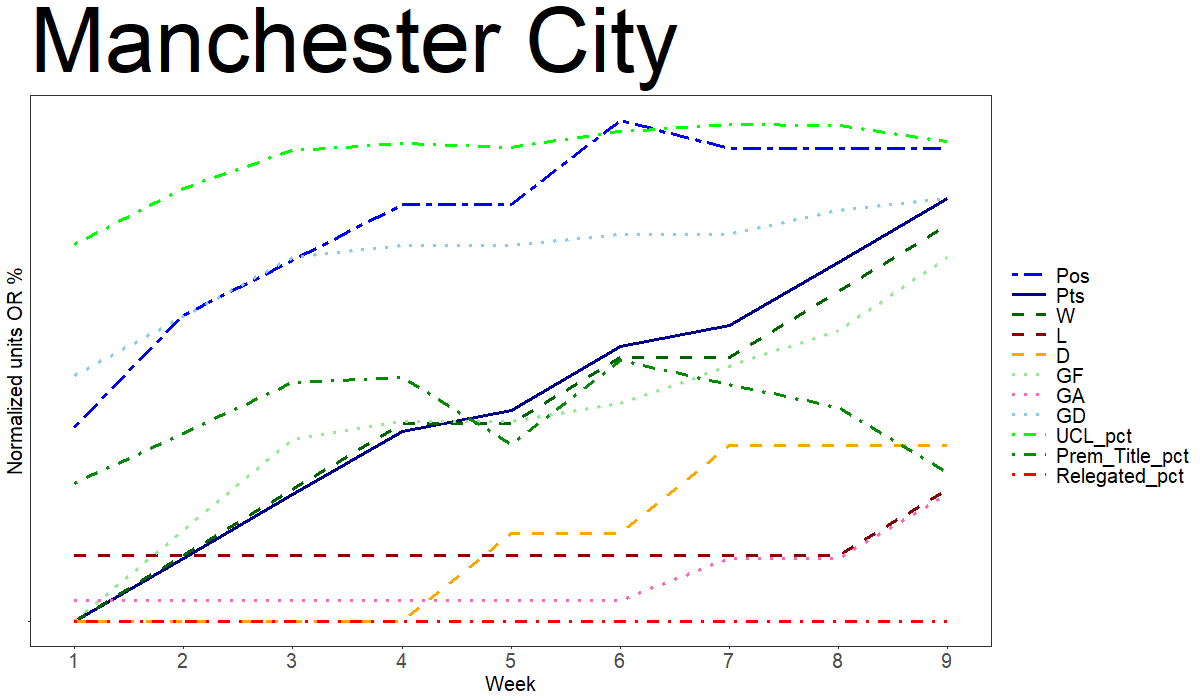 Manchester City
Normalized units OR %
Pos
Pts
W
L
D
GF
GA
GD
UCL_pct
Prem_Title_pct
Relegated_pct
1 2 3 4 5 6 7 8 9
Week